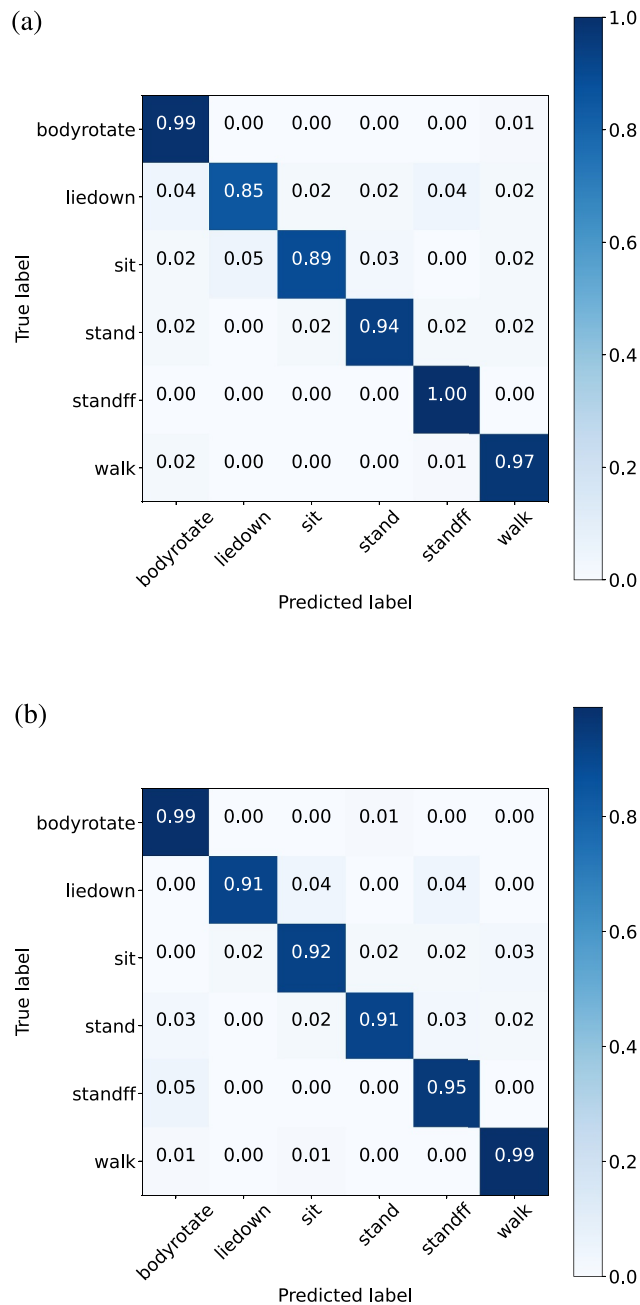 (a)
1.0
0.8
0.6
0.4
0.2
0.0
True label
bodyrotate 0.99 0.00 0.00 0.00 0.00 0.01
liedown 0.04 0.85 0.02 0.02 0.04 0.02
sit 0.02 0.05 0.89 0.03 0.00 0.02
stand 0.02 0.00 0.02 0.94 0.02 0.02
standff 0.00 0.00 0.00 0.00 1.00 0.00
walk 0.02 0.00 0.00 0.00 0.01 0.97
bodyrotate liedown sit stand standff walk
Predicted label
(b)
0.8
0.6
0.4
0.2
0.0
True label
bodyrotate 0.99 0.00 0.00 0.01 0.00 0.00
liedown 0.00 0.91 0.04 0.00 0.04 0.00
sit 0.00 0.02 0.92 0.02 0.02 0.03
stand 0.03 0.00 0.02 0.91 0.03 0.02
standff 0.05 0.00 0.00 0.00 0.95 0.00
walk 0.01 0.00 0.01 0.00 0.00 0.99
bodyrotate liedown sit stand standff walk
Predicted label